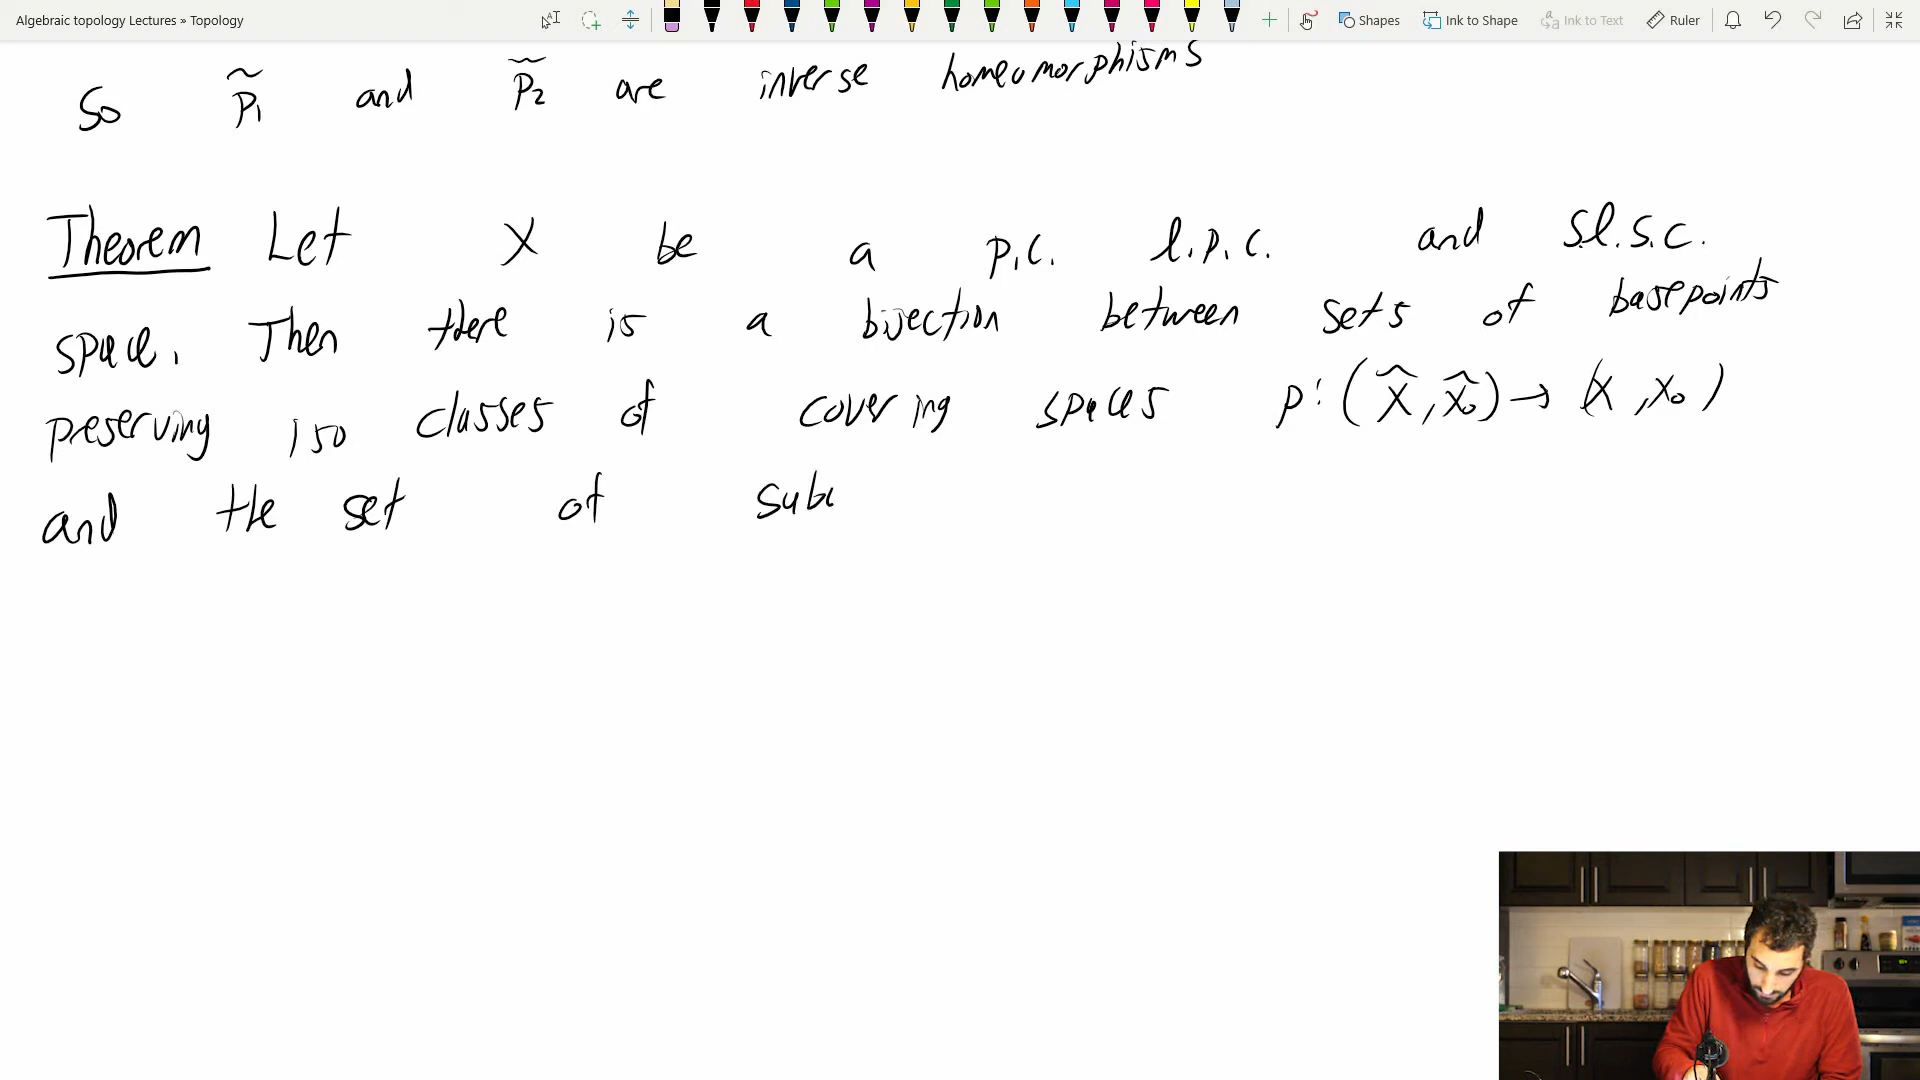 Algebraic topology Lectures » Topology
Shapes Ink to Shape Ink to Text Ruler
So p̃₁ and p̃₂ are inverse homeomorphisms
Theorem Let X be a p.c. l.p.c. and s.l.s.c.
space. Then there is a bijection between sets of basepoints
preserving iso classes of covering spaces p: (X̂, x̂₀) → (X, x₀)
and the set of sub